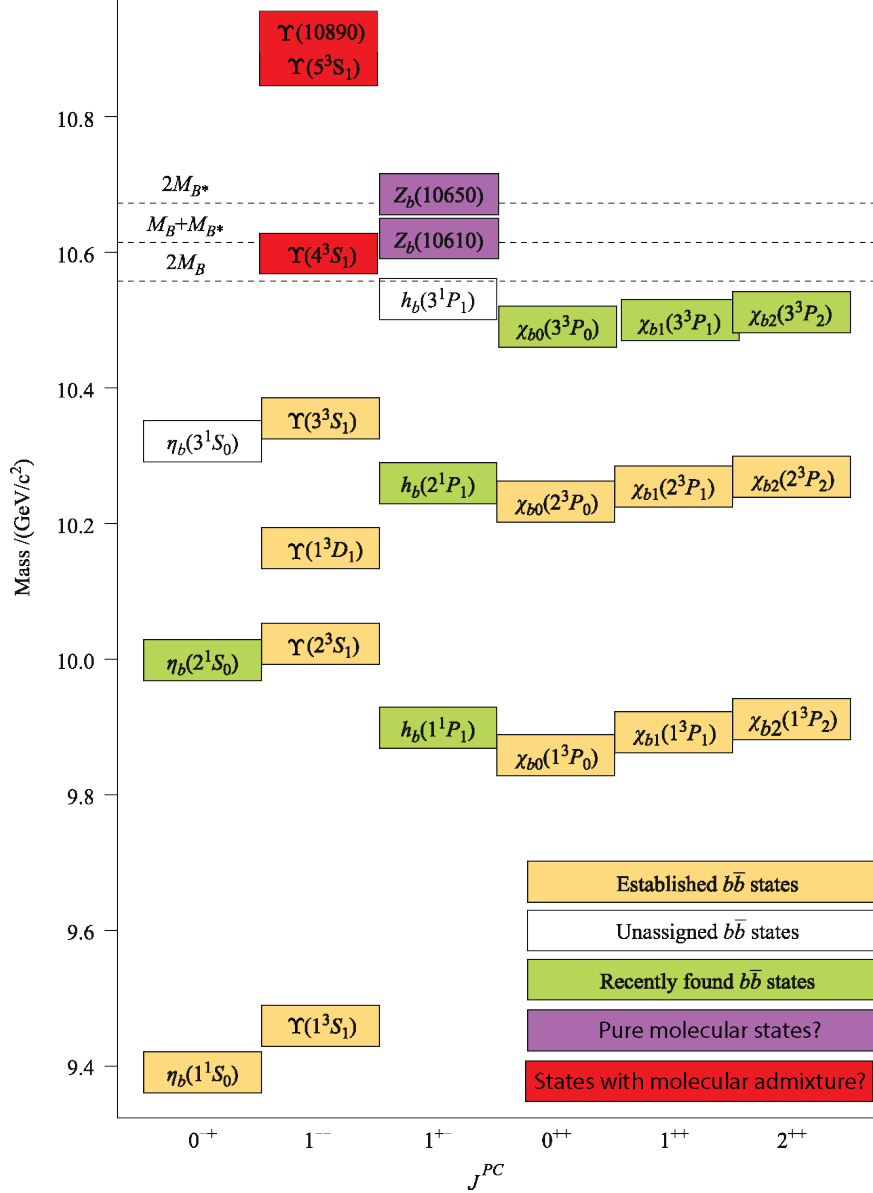 ϒ(10890)
ϒ(5³S₁)
10.8
2M_B*
Z_b(10650)
M_B+M_B*
Z_b(10610)
10.6
ϒ(4³S₁)
2M_B
h_b(3¹P₁)
χ_b0(3³P₀)
χ_b1(3³P₁)
χ_b2(3³P₂)
10.4
ϒ(3³S₁)
η_b(3¹S₀)
h_b(2¹P₁)
χ_b0(2³P₀)
χ_b1(2³P₁)
χ_b2(2³P₂)
Mass /(GeV/c²)
10.2
ϒ(1³D₁)
ϒ(2³S₁)
10.0
η_b(2¹S₀)
h_b(1¹P₁)
χ_b0(1³P₀)
χ_b1(1³P₁)
χ_b2(1³P₂)
9.8
Established bb̅ states
9.6
Unassigned bb̅ states
Recently found bb̅ states
ϒ(1³S₁)
Pure molecular states?
9.4
η_b(1¹S₀)
States with molecular admixture?
0⁻⁺ 1⁻⁻ 1⁺⁻ 0⁺⁺ 1⁺⁺ 2⁺⁺
J^PC